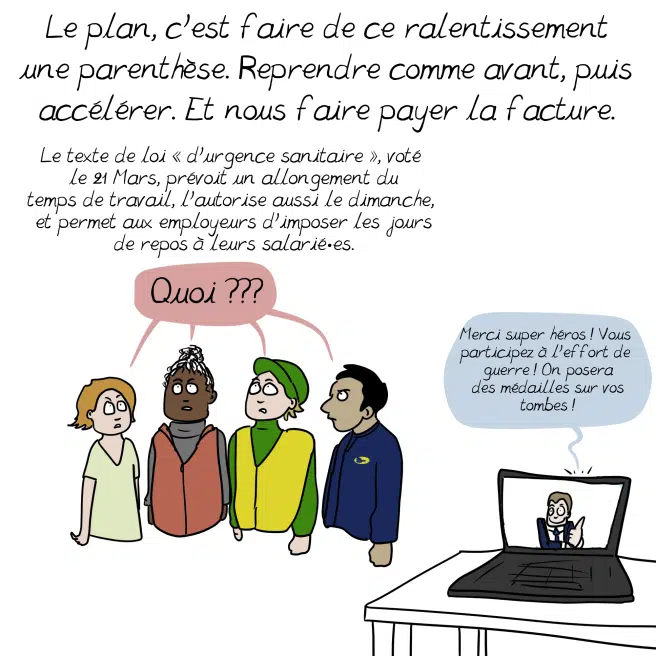 Le plan, c'est faire de ce ralentissement
une parenthèse. Reprendre comme avant, puis
accélérer. Et nous faire payer la facture.
Le texte de loi « d'urgence sanitaire », voté
le 21 Mars, prévoit un allongement du
temps de travail, l'autorise aussi le dimanche,
et permet aux employeurs d'imposer les jours
de repos à leurs salarié•es.
Quoi ???
Merci super héros ! Vous
participez à l'effort de
guerre ! On posera
des médailles sur vos
tombes !